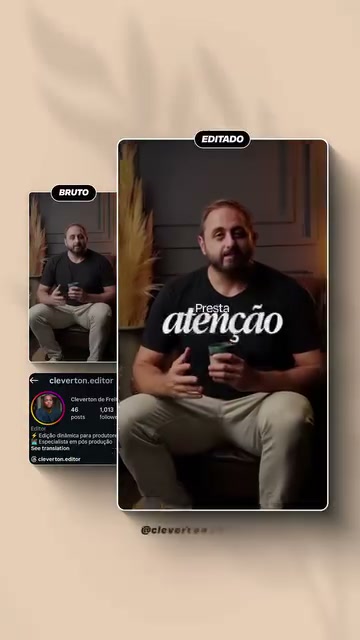 EDITADO
BRUTO
Presta
atenção
cleverton.editor
Cleverton de Frei
46
1,013
posts
followe
Editor
⚡ Edição dinâmica para produtore
Especialista em pós produção
See translation
cleverton.editor